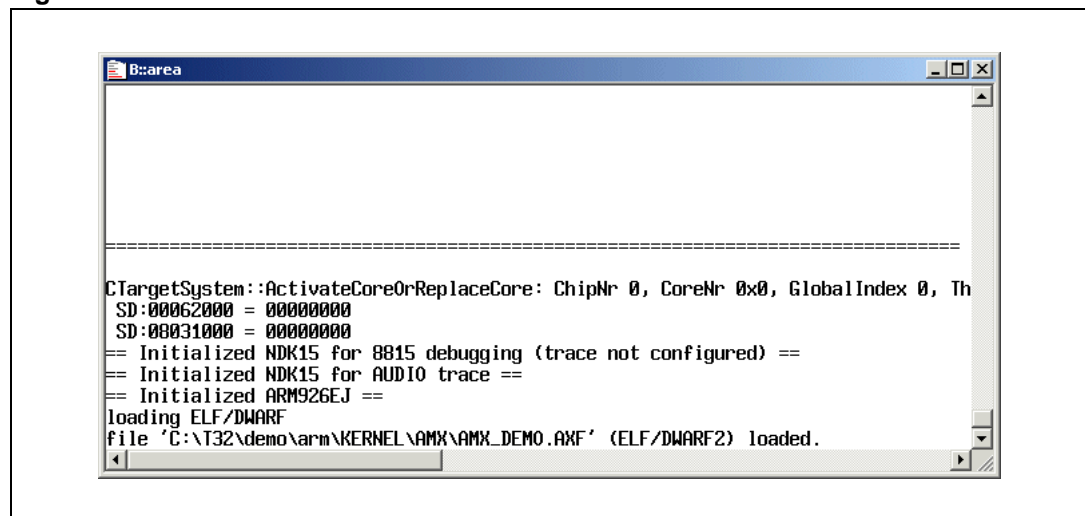 B::area
================================================================================
CTargetSystem::ActivateCoreOrReplaceCore: ChipNr 0, CoreNr 0x0, GlobalIndex 0, Th
SD:00062000 = 00000000
SD:08031000 = 00000000
== Initialized NDK15 for 8815 debugging (trace not configured) ==
== Initialized NDK15 for AUDIO trace ==
== Initialized ARM926EJ ==
loading ELF/DWARF
file 'C:\T32\demo\arm\KERNEL\AMX\AMX_DEMO.AXF' (ELF/DWARF2) loaded.